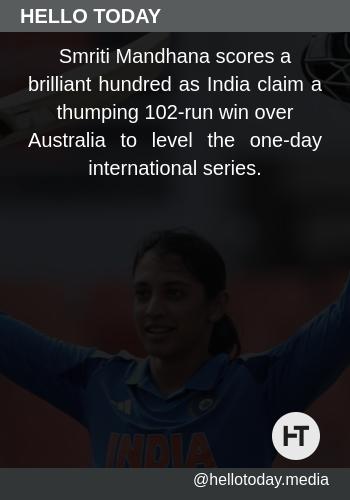 HELLO TODAY
Smriti Mandhana scores a
brilliant hundred as India claim a
thumping 102-run win over
Australia to level the one-day
international series.
INDIA
HT
@hellotoday.media